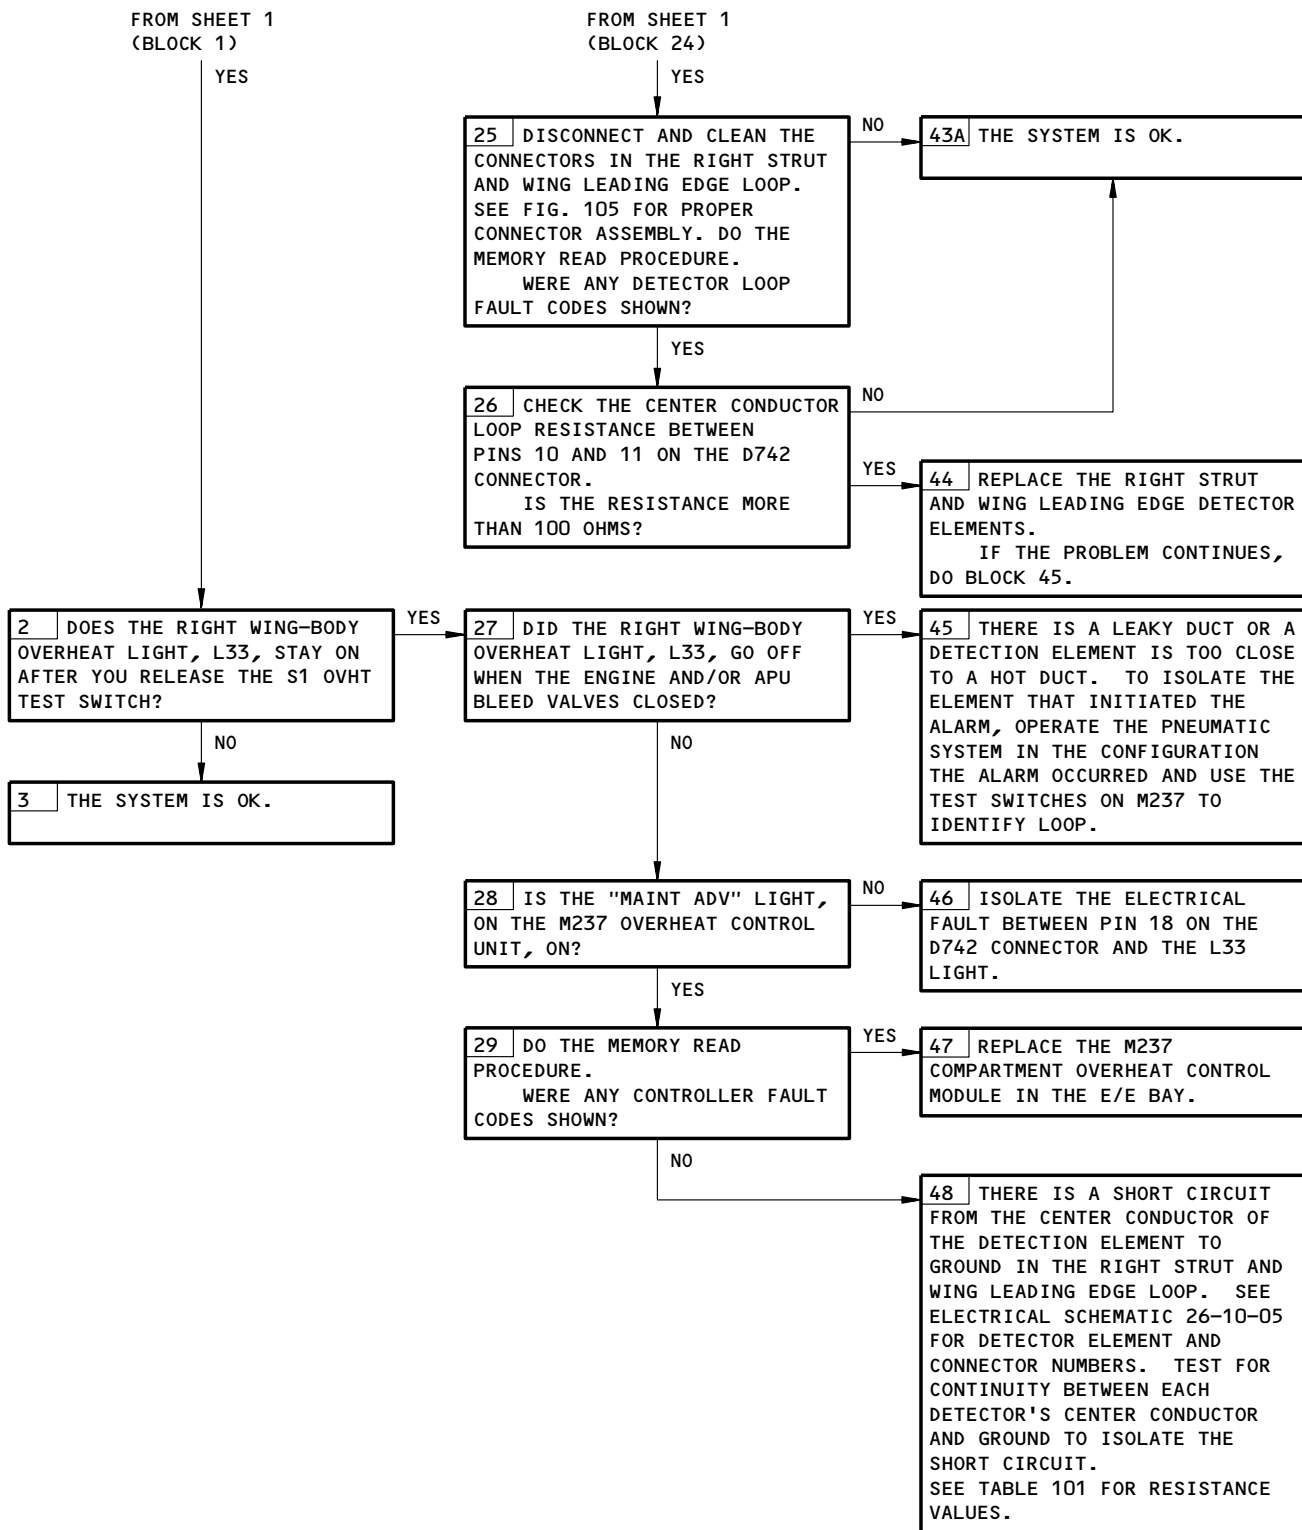 FROM SHEET 1
(BLOCK 1)
YES
FROM SHEET 1
(BLOCK 24)
YES
25 DISCONNECT AND CLEAN THE
CONNECTORS IN THE RIGHT STRUT
AND WING LEADING EDGE LOOP.
SEE FIG. 105 FOR PROPER
CONNECTOR ASSEMBLY. DO THE
MEMORY READ PROCEDURE.
WERE ANY DETECTOR LOOP
FAULT CODES SHOWN?
NO
43A THE SYSTEM IS OK.
YES
26 CHECK THE CENTER CONDUCTOR
LOOP RESISTANCE BETWEEN
PINS 10 AND 11 ON THE D742
CONNECTOR.
IS THE RESISTANCE MORE
THAN 100 OHMS?
NO
YES
44 REPLACE THE RIGHT STRUT
AND WING LEADING EDGE DETECTOR
ELEMENTS.
IF THE PROBLEM CONTINUES,
DO BLOCK 45.
2 DOES THE RIGHT WING-BODY
OVERHEAT LIGHT, L33, STAY ON
AFTER YOU RELEASE THE S1 OVHT
TEST SWITCH?
YES
NO
3 THE SYSTEM IS OK.
27 DID THE RIGHT WING-BODY
OVERHEAT LIGHT, L33, GO OFF
WHEN THE ENGINE AND/OR APU
BLEED VALVES CLOSED?
YES
45 THERE IS A LEAKY DUCT OR A
DETECTION ELEMENT IS TOO CLOSE
TO A HOT DUCT. TO ISOLATE THE
ELEMENT THAT INITIATED THE
ALARM, OPERATE THE PNEUMATIC
SYSTEM IN THE CONFIGURATION
THE ALARM OCCURRED AND USE THE
TEST SWITCHES ON M237 TO
IDENTIFY LOOP.
NO
28 IS THE "MAINT ADV" LIGHT,
ON THE M237 OVERHEAT CONTROL
UNIT, ON?
NO
46 ISOLATE THE ELECTRICAL
FAULT BETWEEN PIN 18 ON THE
D742 CONNECTOR AND THE L33
LIGHT.
YES
29 DO THE MEMORY READ
PROCEDURE.
WERE ANY CONTROLLER FAULT
CODES SHOWN?
YES
47 REPLACE THE M237
COMPARTMENT OVERHEAT CONTROL
MODULE IN THE E/E BAY.
NO
48 THERE IS A SHORT CIRCUIT
FROM THE CENTER CONDUCTOR OF
THE DETECTION ELEMENT TO
GROUND IN THE RIGHT STRUT AND
WING LEADING EDGE LOOP. SEE
ELECTRICAL SCHEMATIC 26-10-05
FOR DETECTOR ELEMENT AND
CONNECTOR NUMBERS. TEST FOR
CONTINUITY BETWEEN EACH
DETECTOR'S CENTER CONDUCTOR
AND GROUND TO ISOLATE THE
SHORT CIRCUIT.
SEE TABLE 101 FOR RESISTANCE
VALUES.